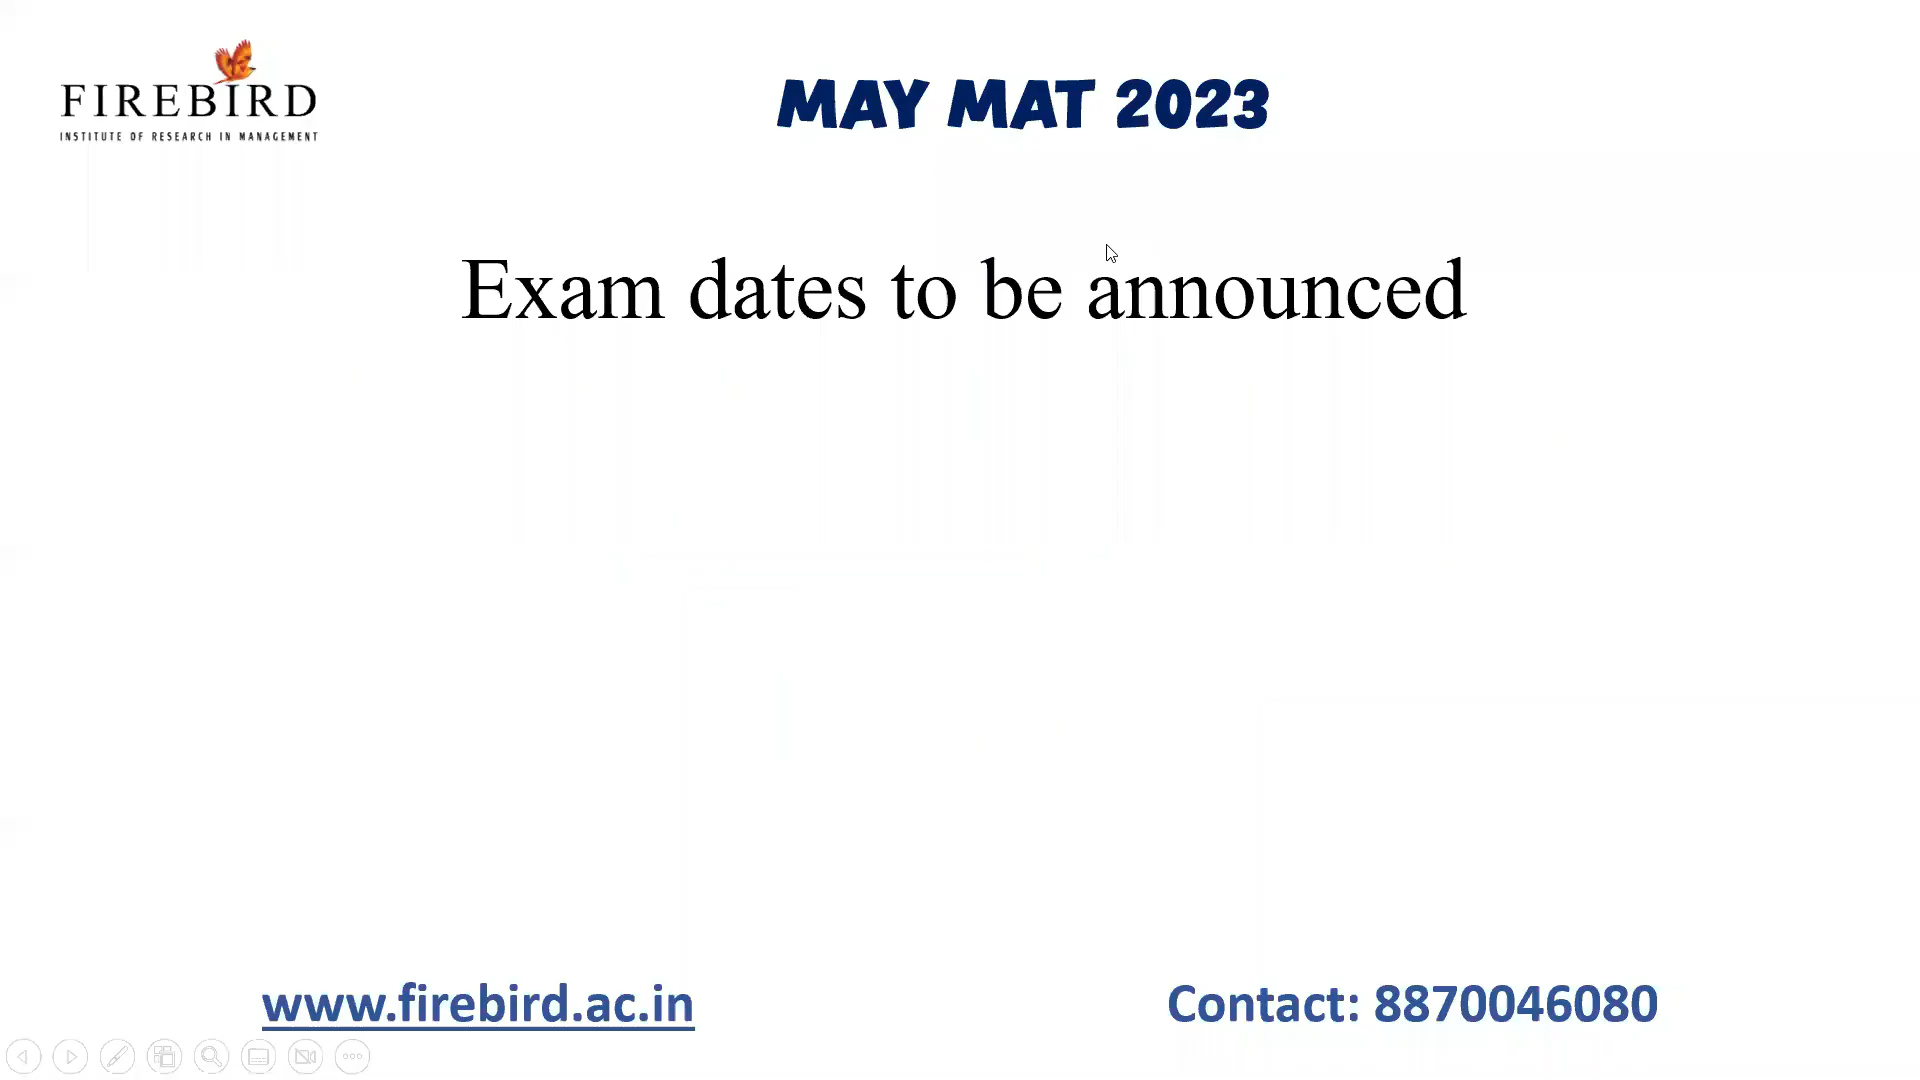 FIREBIRD
INSTITUTE OF RESEARCH IN MANAGEMENT
MAY MAT 2023
Exam dates to be announced
www.firebird.ac.in
Contact: 8870046080